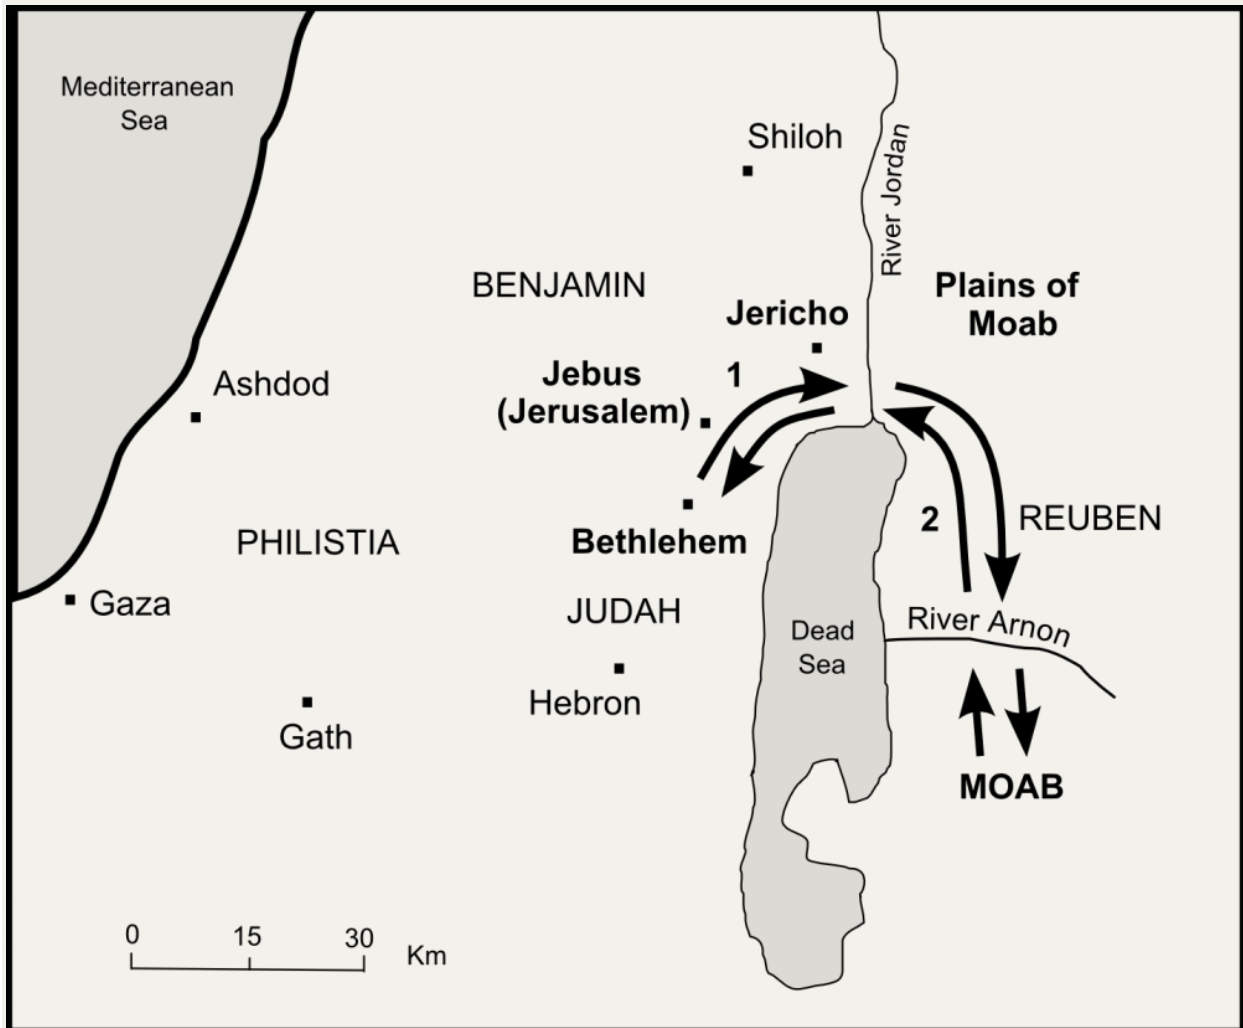 Mediterranean
Sea
Shiloh
River Jordan
BENJAMIN
Plains of
Moab
Jericho
Jebus
(Jerusalem)
1
Ashdod
2
REUBEN
PHILISTIA
Bethlehem
Gaza
JUDAH
River Arnon
Dead
Sea
Hebron
Gath
MOAB
0 15 30 Km